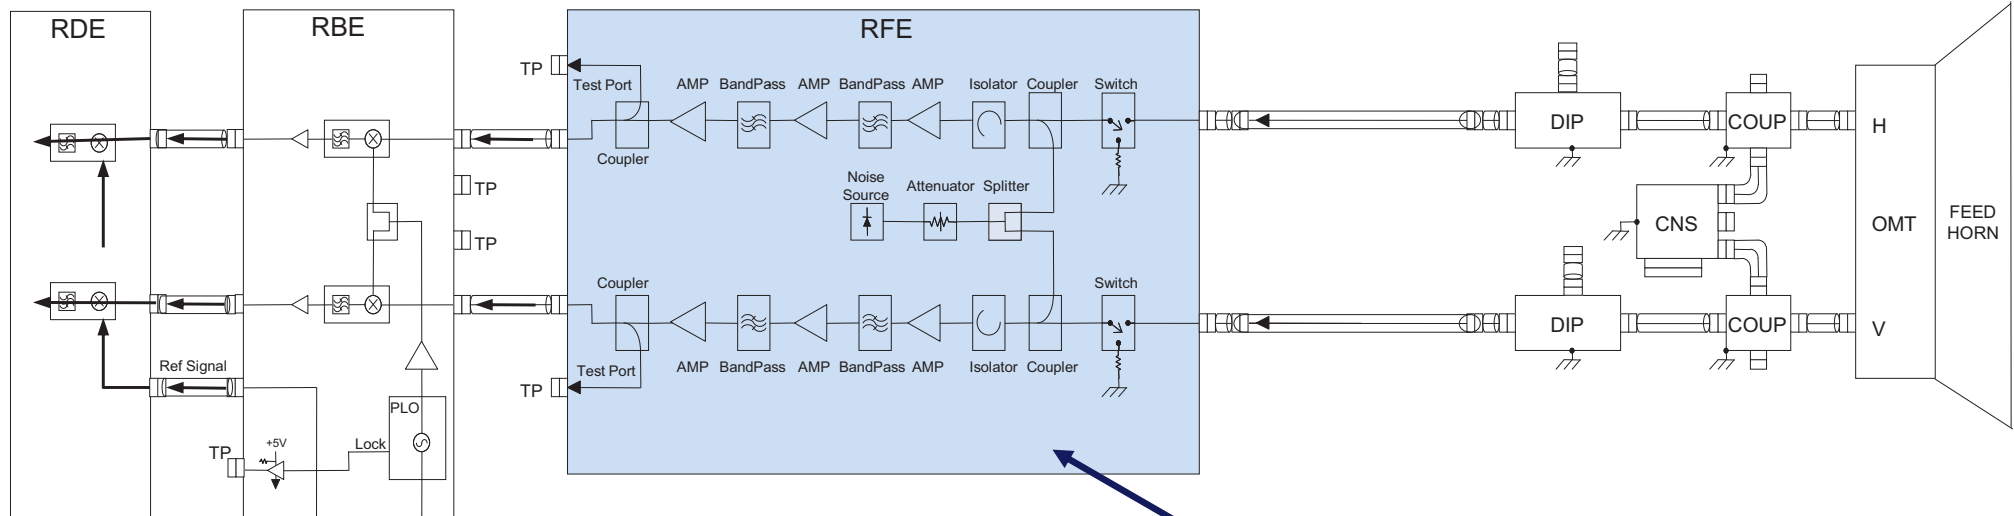 RDE
RBE
RFE
TP
Test Port
AMP
BandPass
AMP
BandPass
AMP
Isolator
Coupler
Switch
Coupler
DIP
COUP
H
TP
TP
Noise
Source
Attenuator
Splitter
CNS
OMT
FEED
HORN
Coupler
Switch
DIP
COUP
V
Ref Signal
Test Port
TP
AMP
BandPass
AMP
BandPass
AMP
Isolator
Coupler
PLO
Lock
+5V
TP